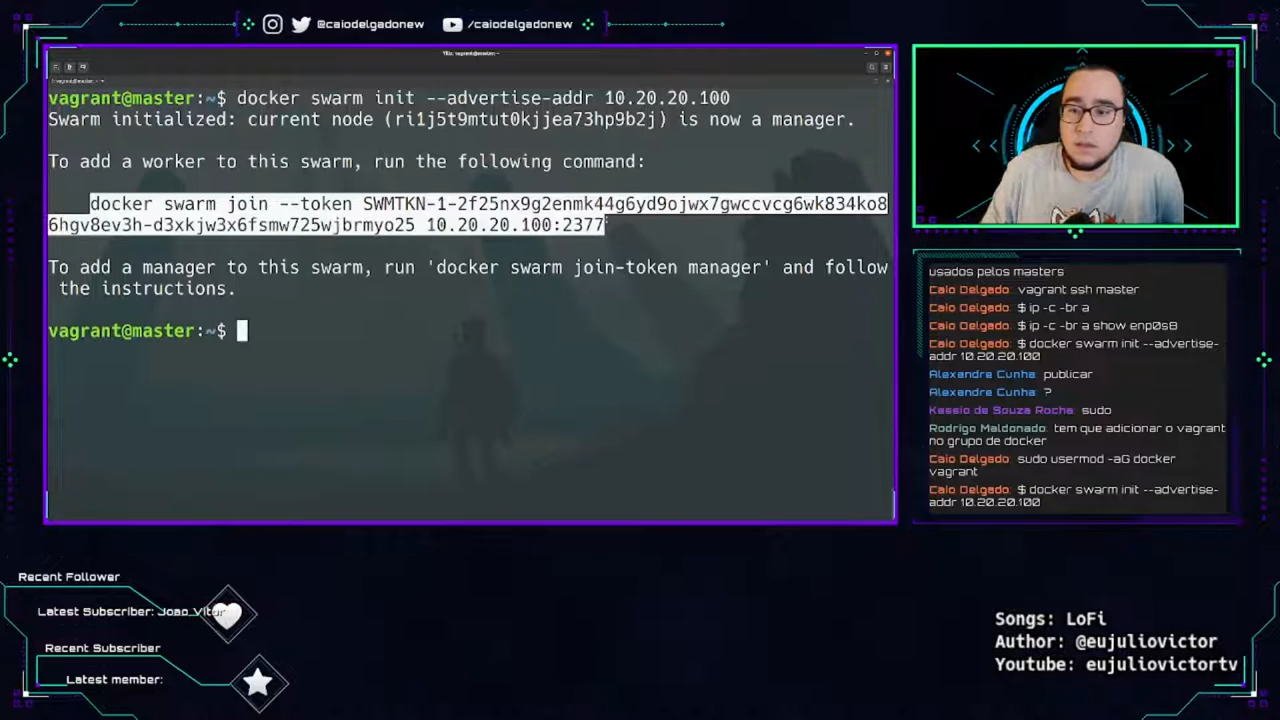 @caiodelgadonew
/caiodelgadonew
vagrant@master:~$ docker swarm init --advertise-addr 10.20.20.100
Swarm initialized: current node (ti1j5t9mtut0kjjea73hp9b2j) is now a manager.
To add a worker to this swarm, run the following command:
docker swarm join --token SWMTKN-1-2f25nx9g2enmk44g6yd9ojwx7gwccvcg6wk834ko8
6hgv8ev3h-d3xkjw3x6fsmw725wjbrmyo25 10.20.20.100:2377
To add a manager to this swarm, run 'docker swarm join-token manager' and follow
the instructions.
vagrant@master:~$
usados pelos masters
Caio Delgado: vagrant ssh master
Caio Delgado: $ ip -c -br a
Caio Delgado: $ ip -c -br a show enp0s8
Caio Delgado: $ docker swarm init --advertise-
addr 10.20.20.100
Alexandre Cunha: publicar
Alexandre Cunha: ?
Kassio de Souza Rocha: sudo
Rodrigo Maldonado: tem que adicionar o vagrant
no grupo de docker
Caio Delgado: sudo usermod -aG docker
vagrant
Caio Delgado: $ docker swarm init --advertise-
addr 10.20.20.100
Recent Follower
Latest Subscriber: Joao Vitor
Recent Subscriber
Latest member:
Songs: LoFi
Author: @eujuliovictor
Youtube: eujuliovictortv